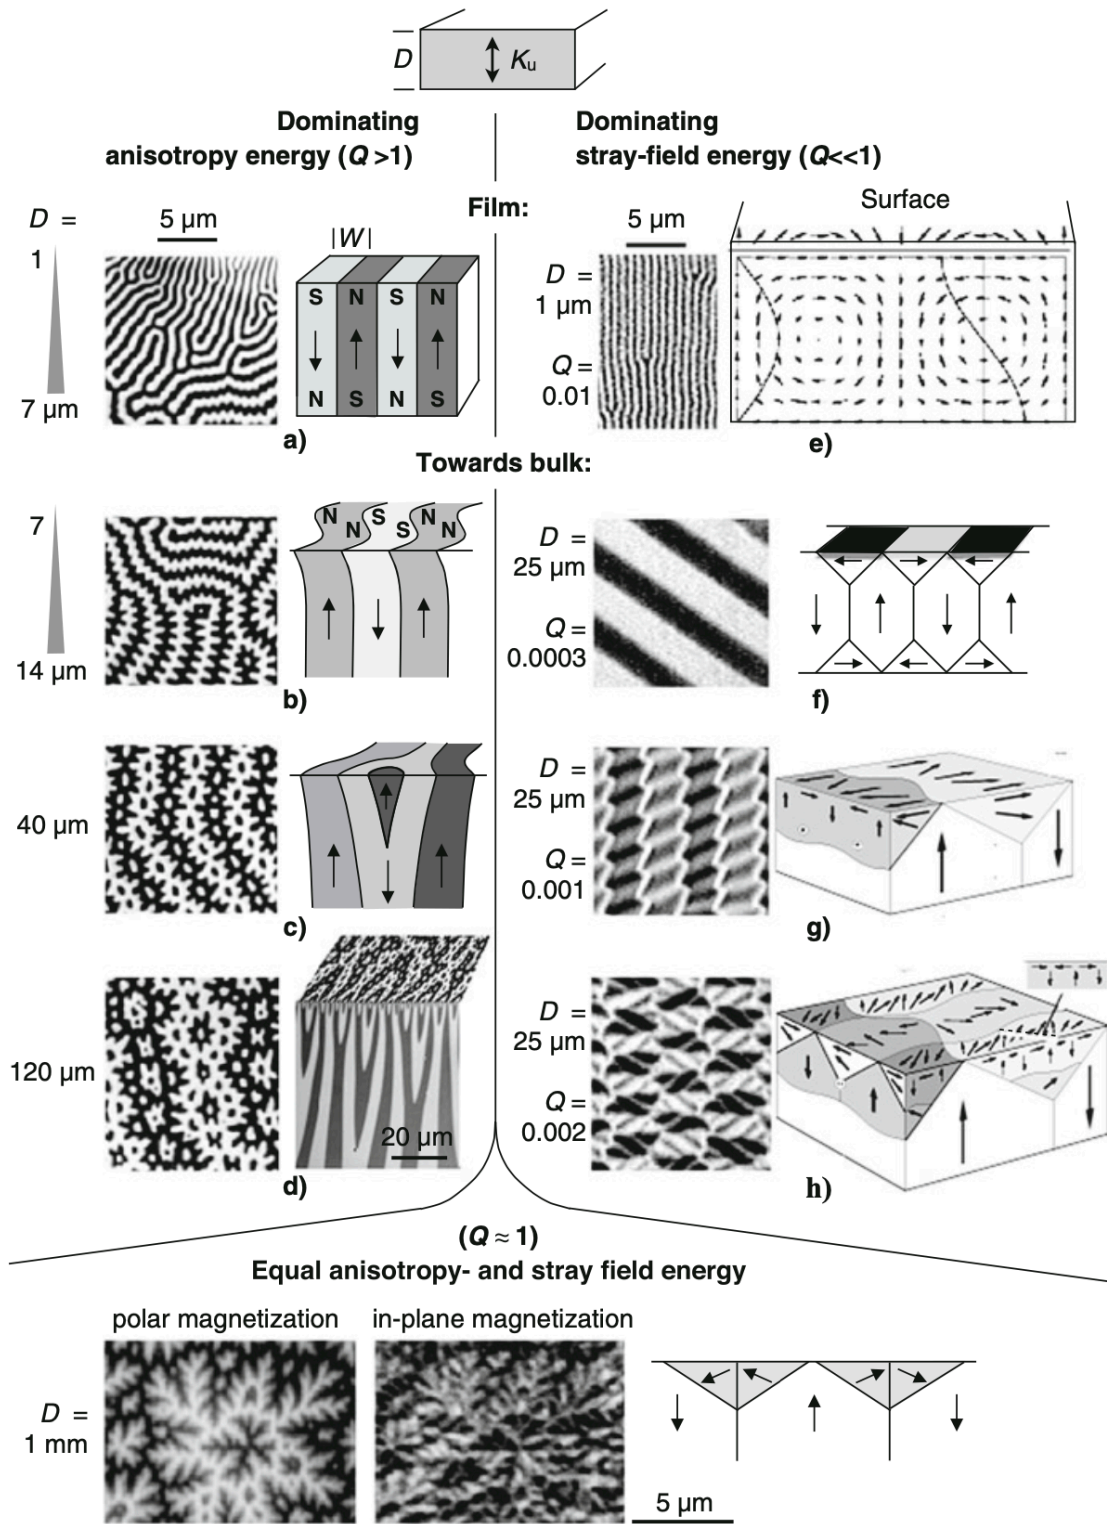 D
Kᵤ
Dominating
anisotropy energy (Q >1)
Dominating
stray-field energy (Q<<1)
Film:
D =
1
7 µm
5 µm
|W|
S N S N
N S N S
a)
5 µm
D =
1 µm
Q =
0.01
Surface
e)
Towards bulk:
7
14 µm
N N S S N N
b)
D =
25 µm
Q =
0.0003
f)
40 µm
c)
D =
25 µm
Q =
0.001
g)
120 µm
20 µm
d)
D =
25 µm
Q =
0.002
h)
(Q ≈ 1)
Equal anisotropy- and stray field energy
polar magnetization
in-plane magnetization
D =
1 mm
5 µm